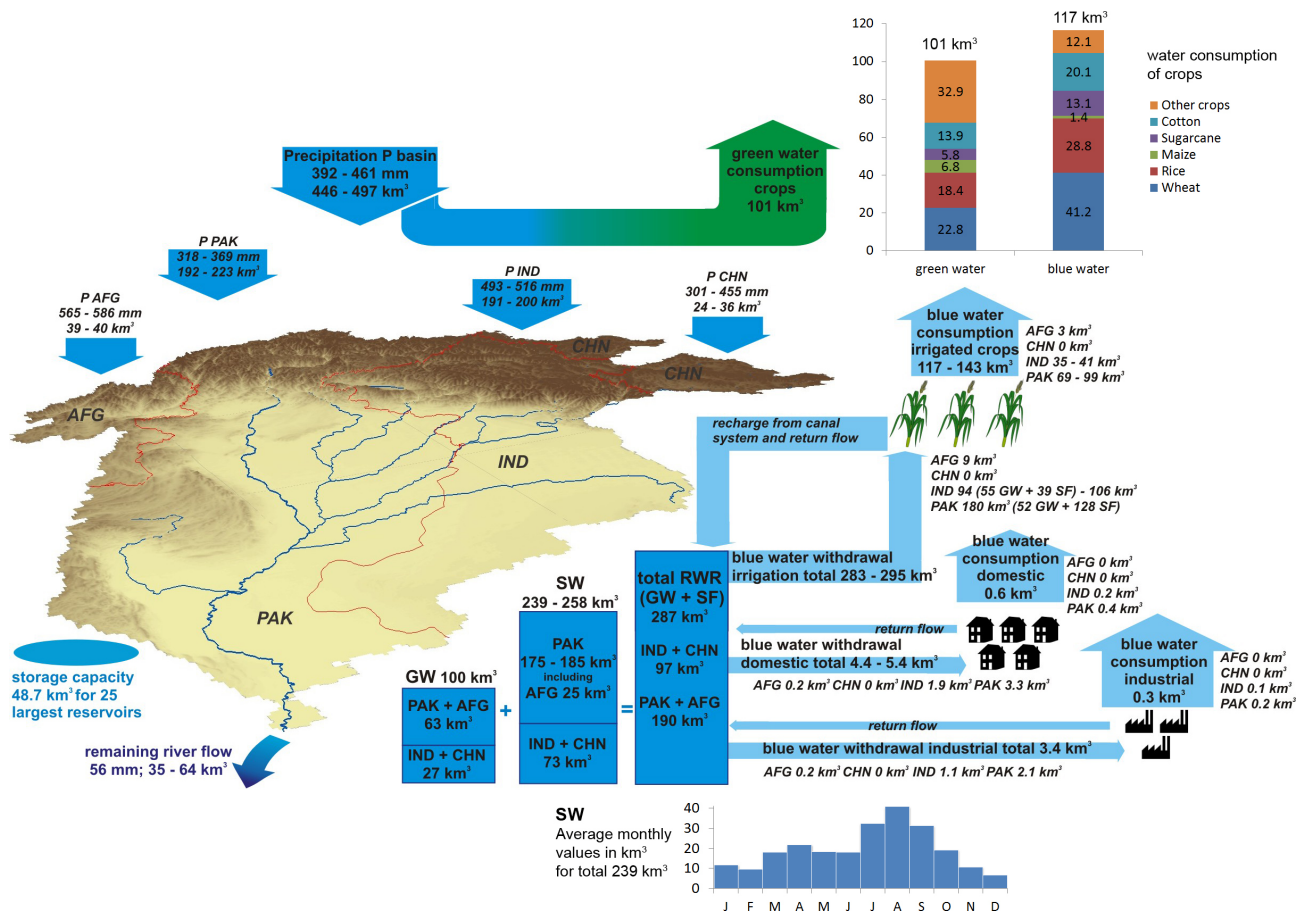 117 km³
120
100
80
60
40
20
0
101 km³
32.9
13.9
5.8
6.8
18.4
22.8
12.1
20.1
13.1
1.4
28.8
41.2
green water
blue water
water consumption
of crops
Other crops
Cotton
Sugarcane
Maize
Rice
Wheat
Precipitation P basin
392 - 461 mm
446 - 497 km³
green water
consumption
crops
101 km³
P PAK
318 - 369 mm
192 - 223 km³
P IND
493 - 516 mm
191 - 200 km³
P CHN
301 - 455 mm
24 - 36 km³
P AFG
565 - 586 mm
39 - 40 km³
CHN
CHN
AFG
IND
PAK
blue water
consumption
irrigated crops
117 - 143 km³
AFG 3 km³
CHN 0 km³
IND 35 - 41 km³
PAK 69 - 99 km³
recharge from canal
system and return flow
AFG 9 km³
CHN 0 km³
IND 94 (55 GW + 39 SF) - 106 km³
PAK 180 km³ (52 GW + 128 SF)
blue water withdrawal
irrigation total 283 - 295 km³
blue water
consumption
domestic
0.6 km³
AFG 0 km³
CHN 0 km³
IND 0.2 km³
PAK 0.4 km³
return flow
blue water withdrawal
domestic total 4.4 - 5.4 km³
AFG 0.2 km³ CHN 0 km³ IND 1.9 km³ PAK 3.3 km³
blue water
consumption
industrial
0.3 km³
AFG 0 km³
CHN 0 km³
IND 0.1 km³
PAK 0.2 km³
return flow
blue water withdrawal industrial total 3.4 km³
AFG 0.2 km³ CHN 0 km³ IND 1.1 km³ PAK 2.1 km³
storage capacity
48.7 km³ for 25
largest reservoirs
remaining river flow
56 mm; 35 - 64 km³
GW 100 km³
PAK + AFG
63 km³
IND + CHN
27 km³
+
SW
239 - 258 km³
PAK
175 - 185 km³
including
AFG 25 km³
IND + CHN
73 km³
=
total RWR
(GW + SF)
287 km³
IND + CHN
97 km³
PAK + AFG
190 km³
SW
Average monthly
values in km³
for total 239 km³
40
30
20
10
0
J F M A M J J A S O N D